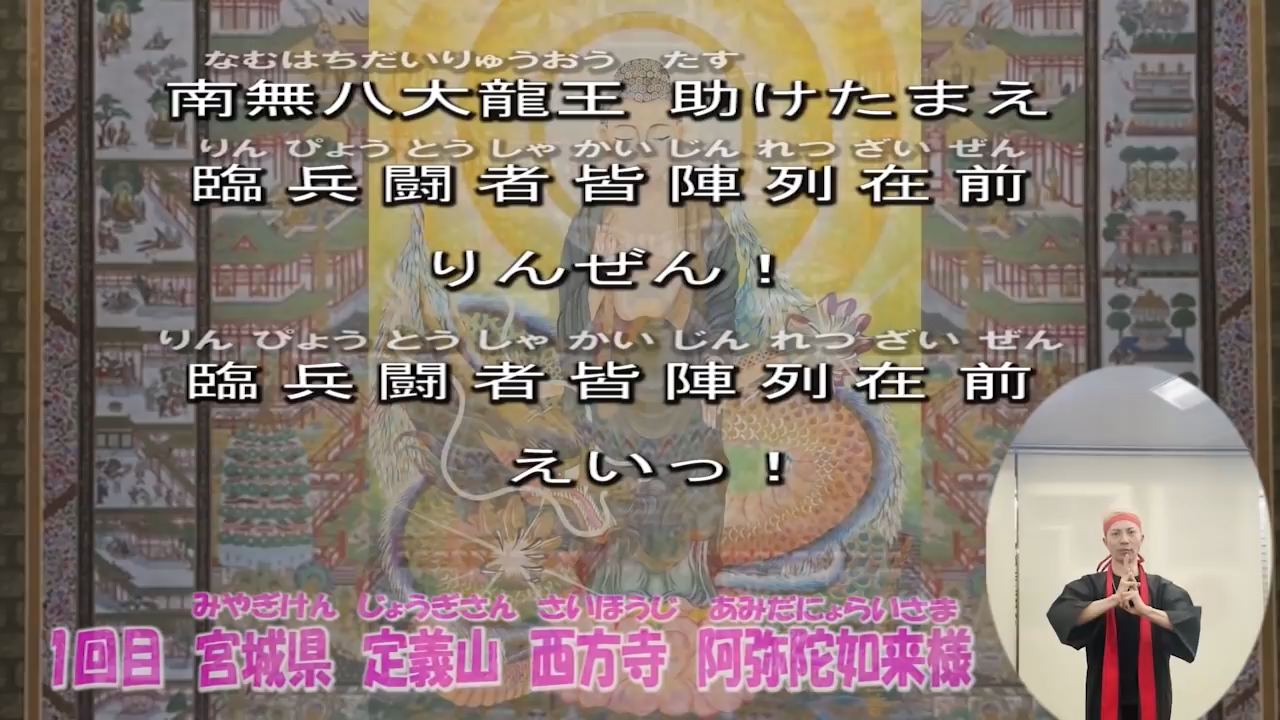 なむはちだいりゅうおう たす
南無八大龍王 助けたまえ
りん ぴょう とう しゃ かい じん れつ ざい ぜん
臨兵闘者皆陣列在前
りんぜん！
りん ぴょう とう しゃ かい じん れつ ざい ぜん
臨兵闘者皆陣列在前
えいっ！
みやぎけん じょうぎさん さいほうじ あみだにょらいさま
1回目 宮城県 定義山 西方寺 阿弥陀如来様